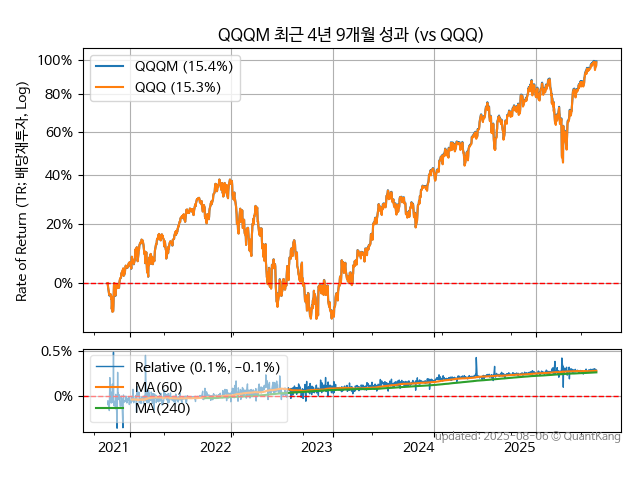 QQQM 최근 4년 9개월 성과 (vs QQQ)
100%
80%
60%
40%
20%
0%
Rate of Return (TR; 배당재투자, Log)
QQQM (15.4%)
QQQ (15.3%)
0.5%
0%
Relative (0.1%, −0.1%)
MA(60)
MA(240)
2021 2022 2023 2024 2025
updated: 2025-08-06 © QuantKang